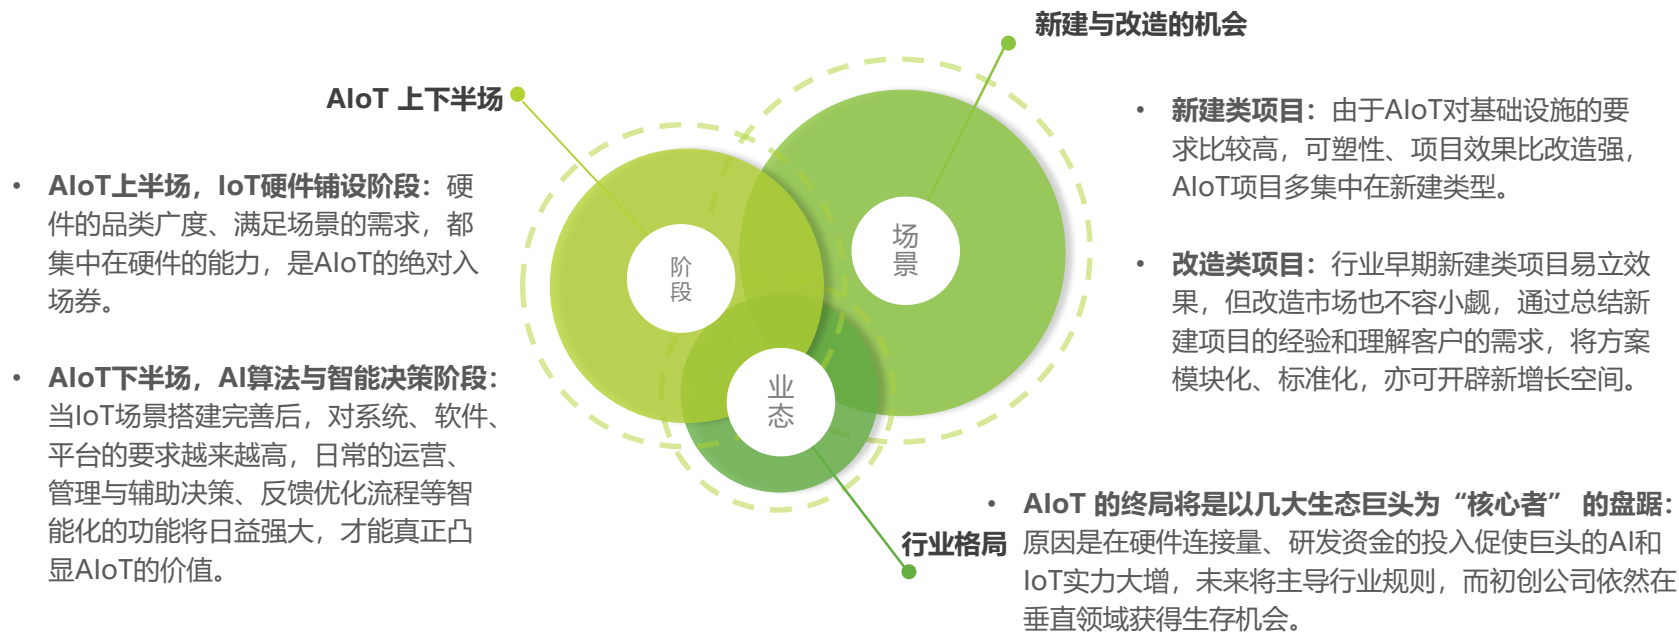 新建与改造的机会
AIoT 上下半场
• AIoT上半场，IoT硬件铺设阶段：硬
件的品类广度、满足场景的需求，都
集中在硬件的能力，是AIoT的绝对入
场券。
• AIoT下半场，AI算法与智能决策阶段：
当IoT场景搭建完善后，对系统、软件、
平台的要求越来越高，日常的运营、
管理与辅助决策、反馈优化流程等智
能化的功能将日益强大，才能真正凸
显AIoT的价值。
阶
段
场
景
业
态
• 新建类项目：由于AIoT对基础设施的要
求比较高，可塑性、项目效果比改造强，
AIoT项目多集中在新建类型。
• 改造类项目：行业早期新建类项目易立效
果，但改造市场也不容小觑，通过总结新
建项目的经验和理解客户的需求，将方案
模块化、标准化，亦可开辟新增长空间。
行业格局
• AIoT 的终局将是以几大生态巨头为“核心者” 的盘踞：
原因是在硬件连接量、研发资金的投入促使巨头的AI和
IoT实力大增，未来将主导行业规则，而初创公司依然在
垂直领域获得生存机会。